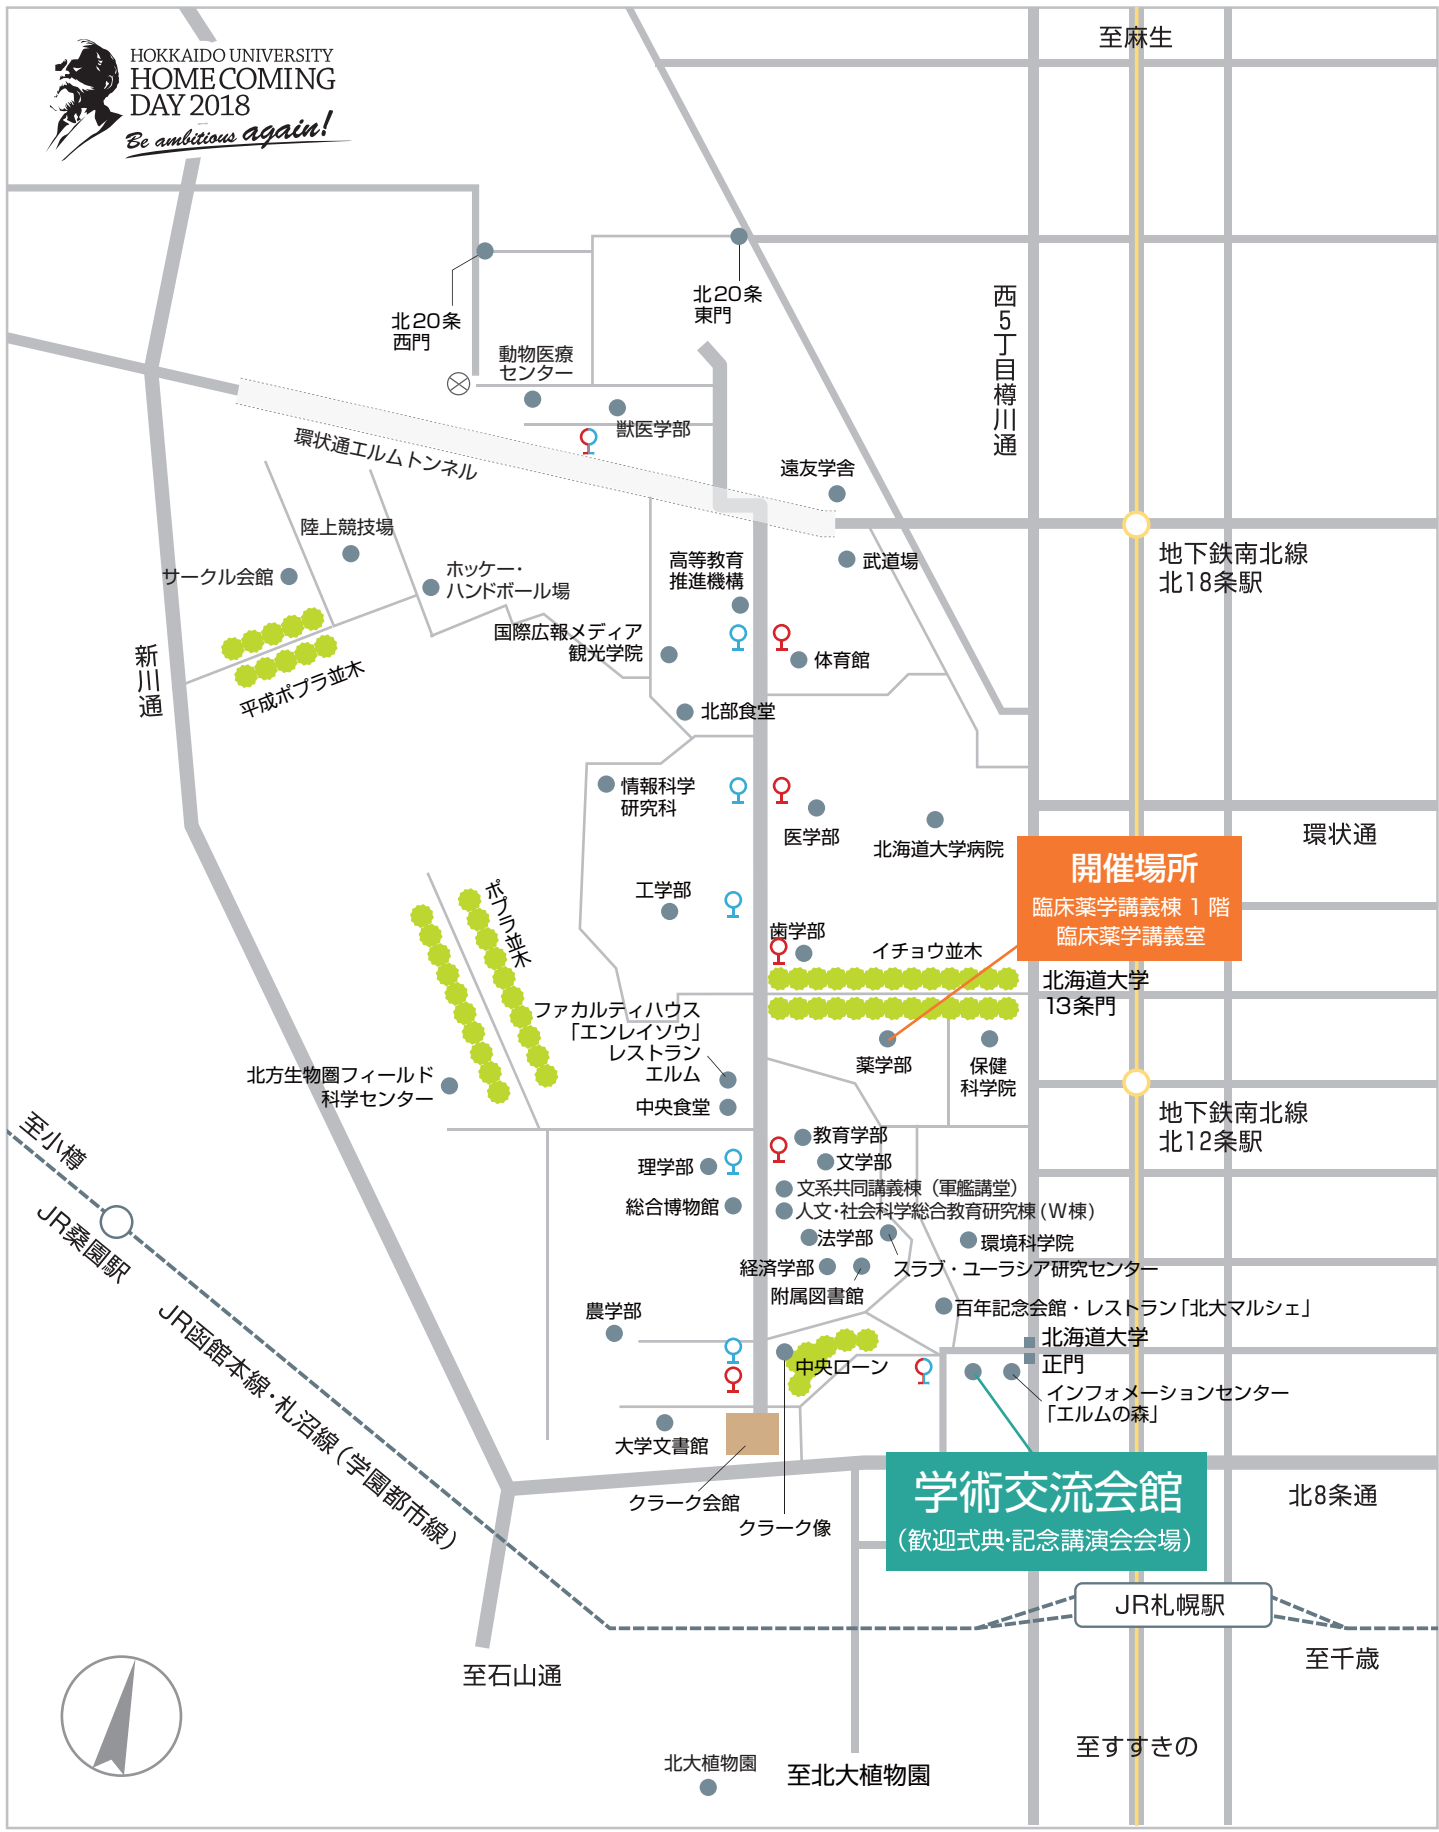 HOKKAIDO UNIVERSITY
HOME COMING
DAY 2018
Be ambitious again!
至麻生
北20条
東門
北20条
西門
西5丁目樽川通
動物医療
センター
獣医学部
環状通エルムトンネル
遠友学舎
陸上競技場
サークル会館
ホッケー・
ハンドボール場
高等教育
推進機構
武道場
地下鉄南北線
北18条駅
国際広報メディア
観光学院
体育館
新川通
平成ポプラ並木
北部食堂
情報科学
研究科
医学部
北海道大学病院
環状通
開催場所
臨床薬学講義棟 1 階
臨床薬学講義室
工学部
ポプラ並木
歯学部
イチョウ並木
北海道大学
13条門
ファカルティハウス
「エンレイソウ」
レストラン
エルム
薬学部
保健
科学院
北方生物圏フィールド
科学センター
中央食堂
地下鉄南北線
北12条駅
至小樽
教育学部
理学部
文学部
文系共同講義棟（軍艦講堂）
総合博物館
人文・社会科学総合教育研究棟(W棟)
JR桑園駅
法学部
環境科学院
経済学部
スラブ・ユーラシア研究センター
附属図書館
農学部
百年記念会館・レストラン「北大マルシェ」
JR函館本線・札沼線（学園都市線）
北海道大学
正門
中央ローン
インフォメーションセンター
「エルムの森」
大学文書館
学術交流会館
（歓迎式典・記念講演会会場）
北8条通
クラーク会館
クラーク像
JR札幌駅
至石山通
至千歳
至すすきの
北大植物園
至北大植物園